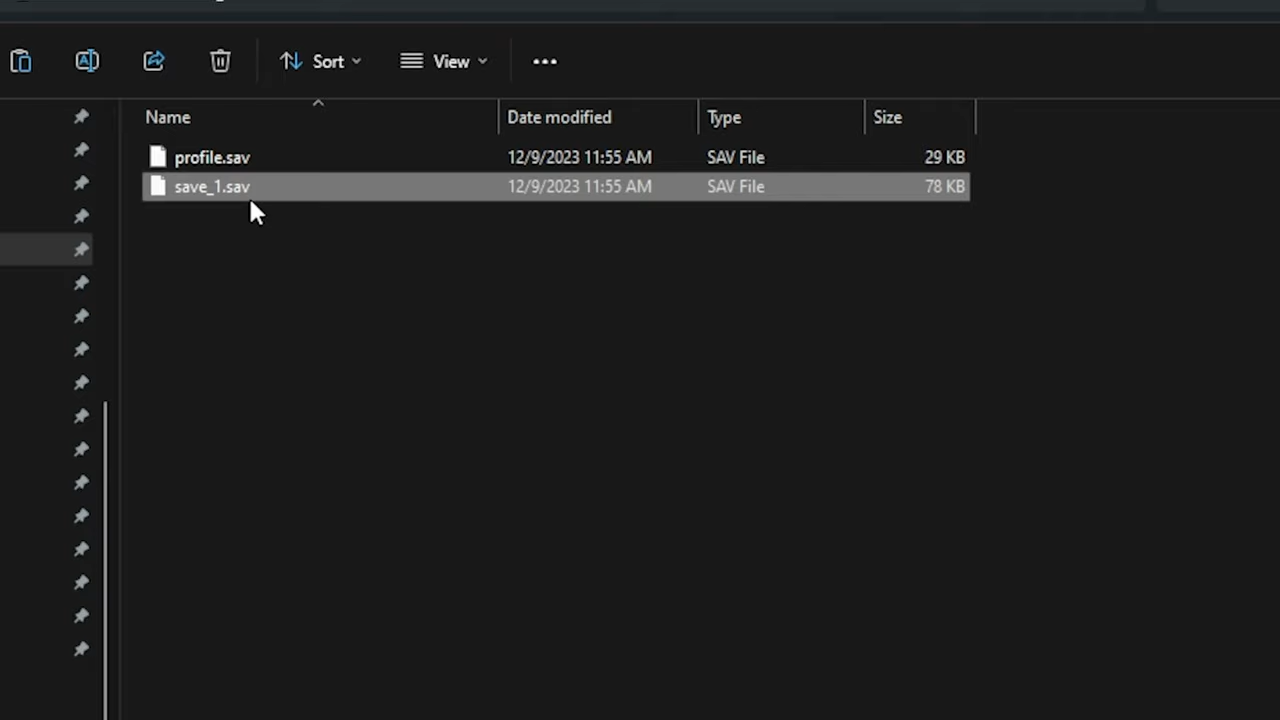 Sort
View
Name
Date modified
Type
Size
profile.sav 12/9/2023 11:55 AM SAV File 29 KB
save_1.sav 12/9/2023 11:55 AM SAV File 78 KB